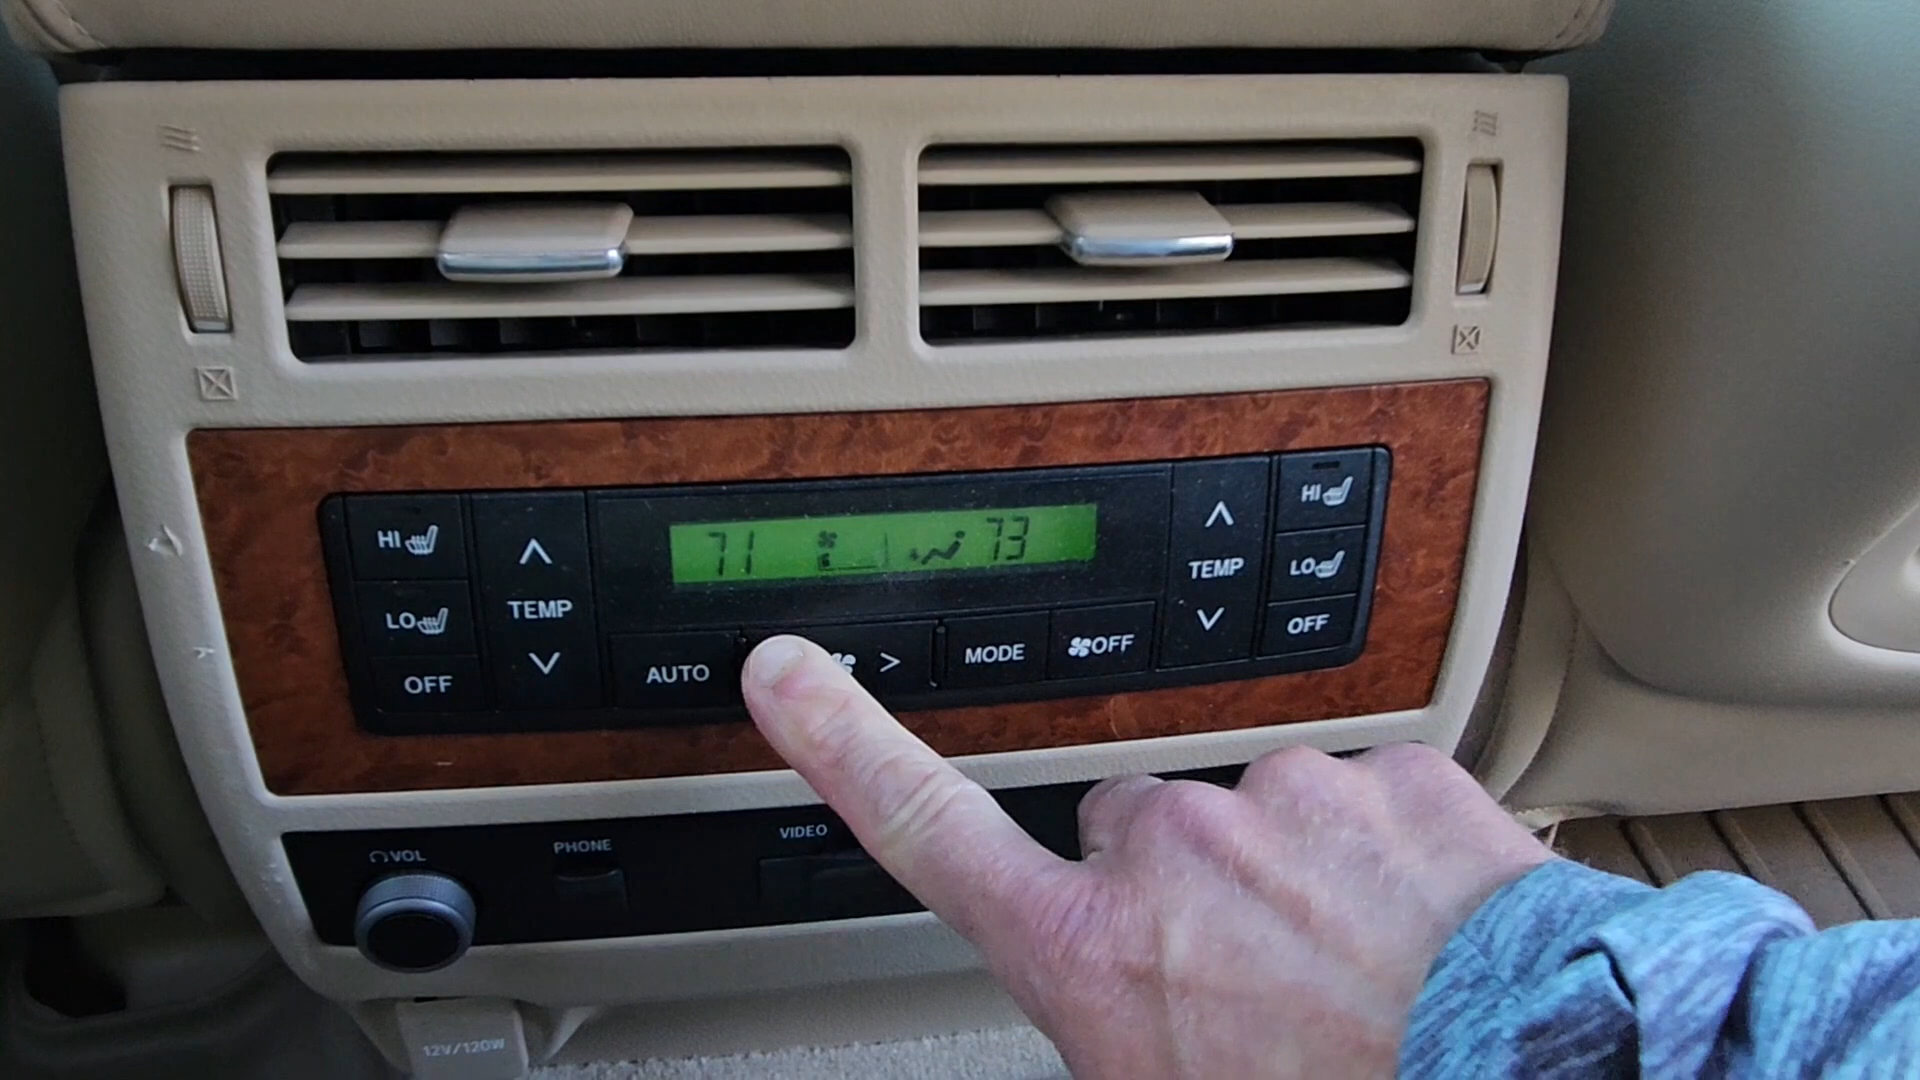 71 73
HI
TEMP
LO
OFF
AUTO
>
MODE
OFF
TEMP
HI
LO
OFF
VOL
PHONE
VIDEO
12V/120W